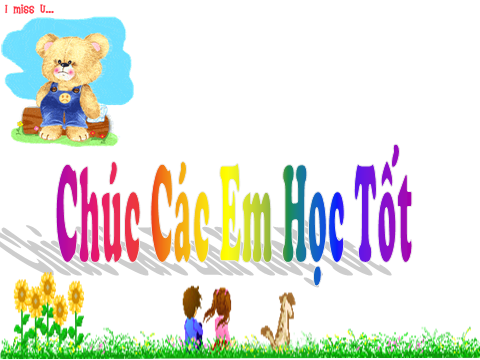 I miss U...
Chúc Các Em Học Tốt